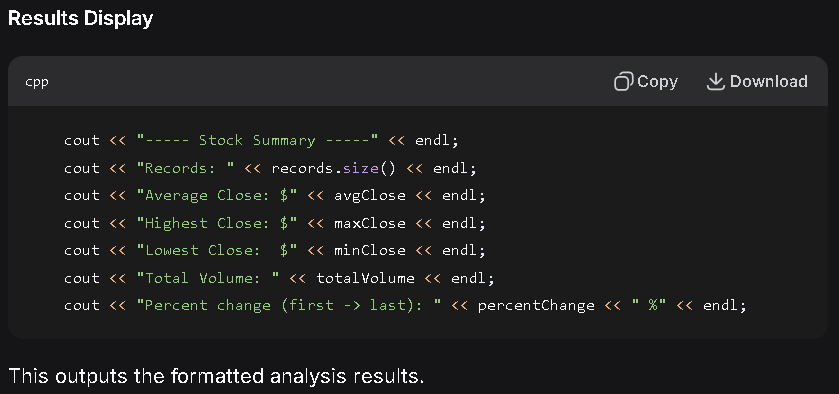 Results Display
cpp
Copy
Download
cout << "----- Stock Summary -----" << endl;
cout << "Records: " << records.size() << endl;
cout << "Average Close: $" << avgClose << endl;
cout << "Highest Close: $" << maxClose << endl;
cout << "Lowest Close:  $" << minClose << endl;
cout << "Total Volume: " << totalVolume << endl;
cout << "Percent change (first -> last): " << percentChange << " %" << endl;
This outputs the formatted analysis results.